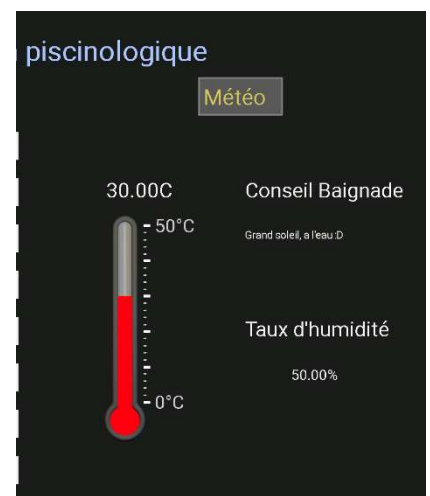 piscinologique
Météo
30.00C
50°C
0°C
Conseil Baignade
Grand soleil, a l'eau :D
Taux d'humidité
50.00%